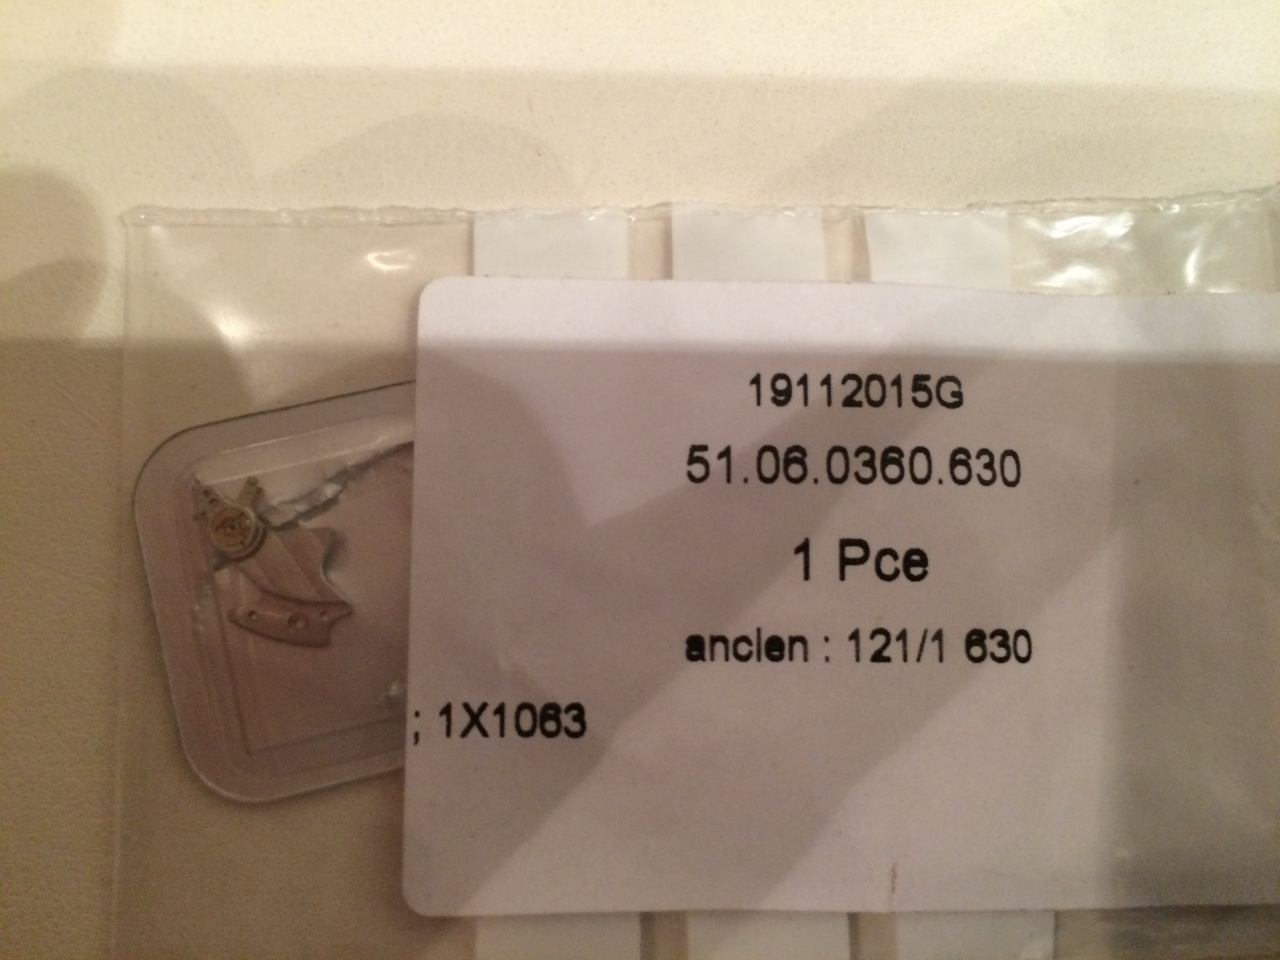 19112015G
51.06.0360.630
1 Pce
ancien : 121/1 630
; 1X1063